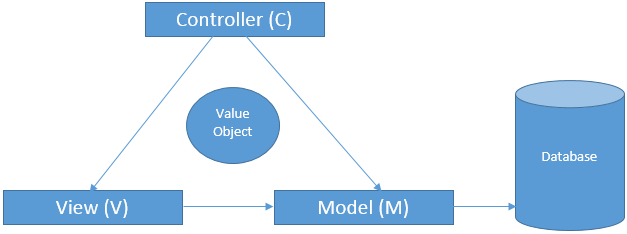 Controller (C)
Value
Object
Database
View (V)
Model (M)